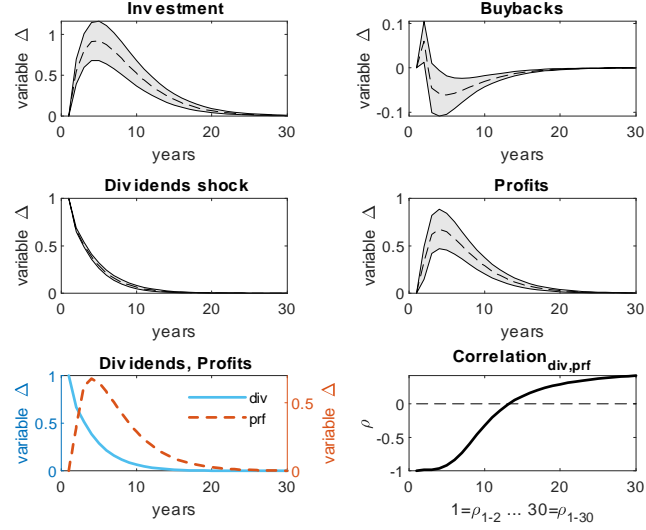 Investment
variable Δ
1
0.5
0
0
10
20
30
years
Buybacks
variable Δ
0.1
0
-0.1
0
10
20
30
years
Dividends shock
variable Δ
1
0.5
0
0
10
20
30
years
Profits
variable Δ
1
0.5
0
0
10
20
30
years
Dividends, Profits
variable Δ
1
0.5
0
div
prf
0.5
0
variable Δ
0
10
20
30
years
Correlation_div,prf
ρ
0
-0.5
-1
0
10
20
30
1=ρ_1-2 ... 30=ρ_1-30